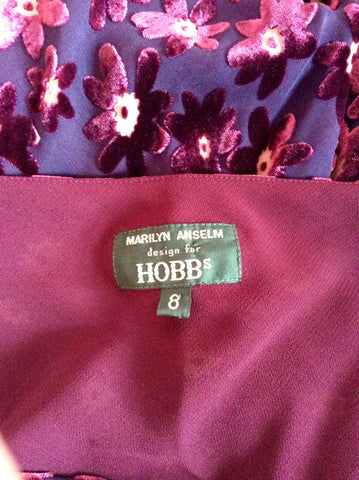 MARILYN ANSELM
design for
HOBBS
8